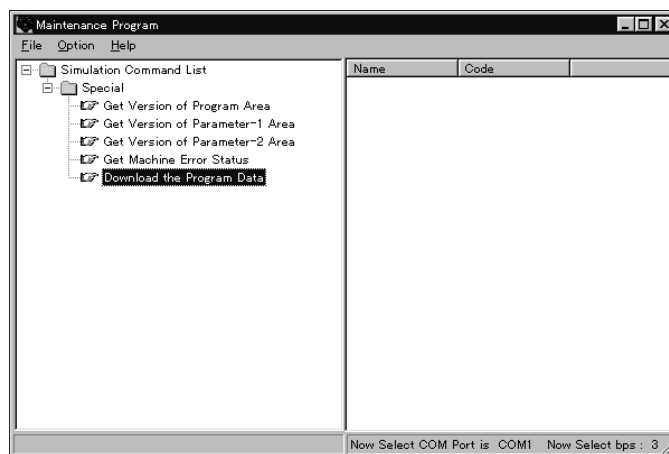 Maintenance Program
File Option Help
Simulation Command List
Special
Get Version of Program Area
Get Version of Parameter-1 Area
Get Version of Parameter-2 Area
Get Machine Error Status
Download the Program Data
Name Code
Now Select COM Port is COM1 Now Select bps : 3